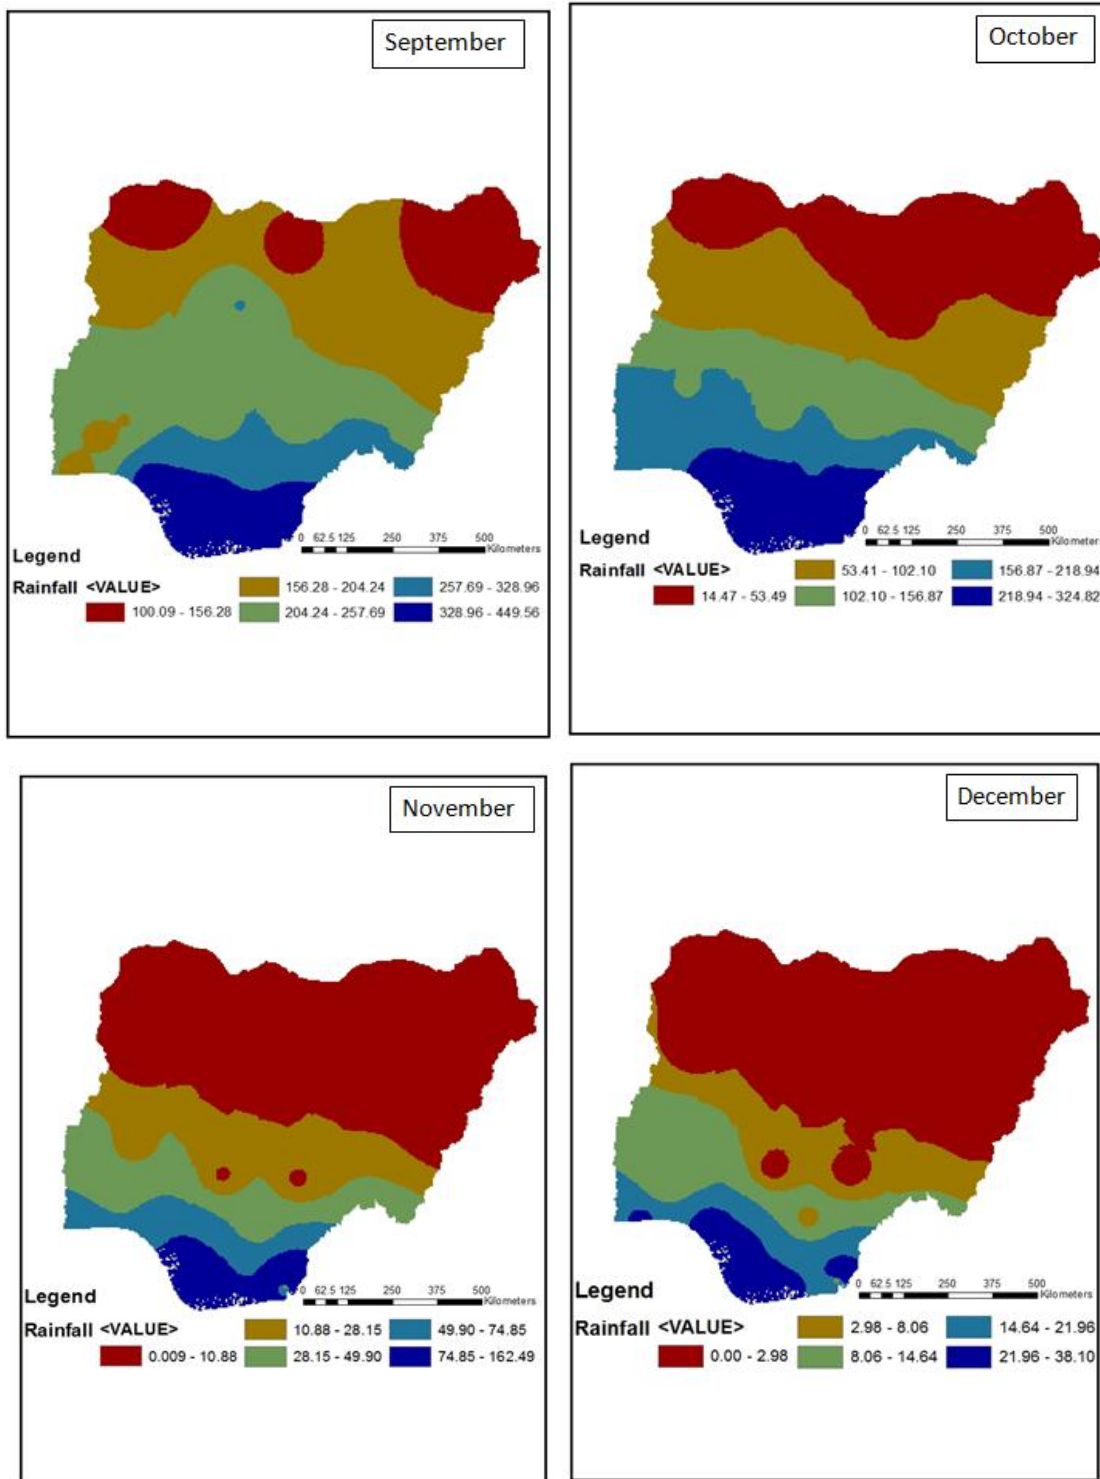 September
0 62.5 125 250 375 500
Kilometers
Legend
Rainfall <VALUE> 156.28 - 204.24 257.69 - 328.96
100.09 - 156.28 204.24 - 257.69 328.96 - 449.56
October
0 62.5 125 250 375 500
Kilometers
Legend
Rainfall <VALUE> 53.41 - 102.10 156.87 - 218.94
14.47 - 53.49 102.10 - 156.87 218.94 - 324.82
November
0 62.5 125 250 375 500
Kilometers
Legend
Rainfall <VALUE> 10.88 - 28.15 49.90 - 74.85
0.009 - 10.88 28.15 - 49.90 74.85 - 162.49
December
0 62.5 125 250 375 500
Kilometers
Legend
Rainfall <VALUE> 2.98 - 8.06 14.64 - 21.96
0.00 - 2.98 8.06 - 14.64 21.96 - 38.10